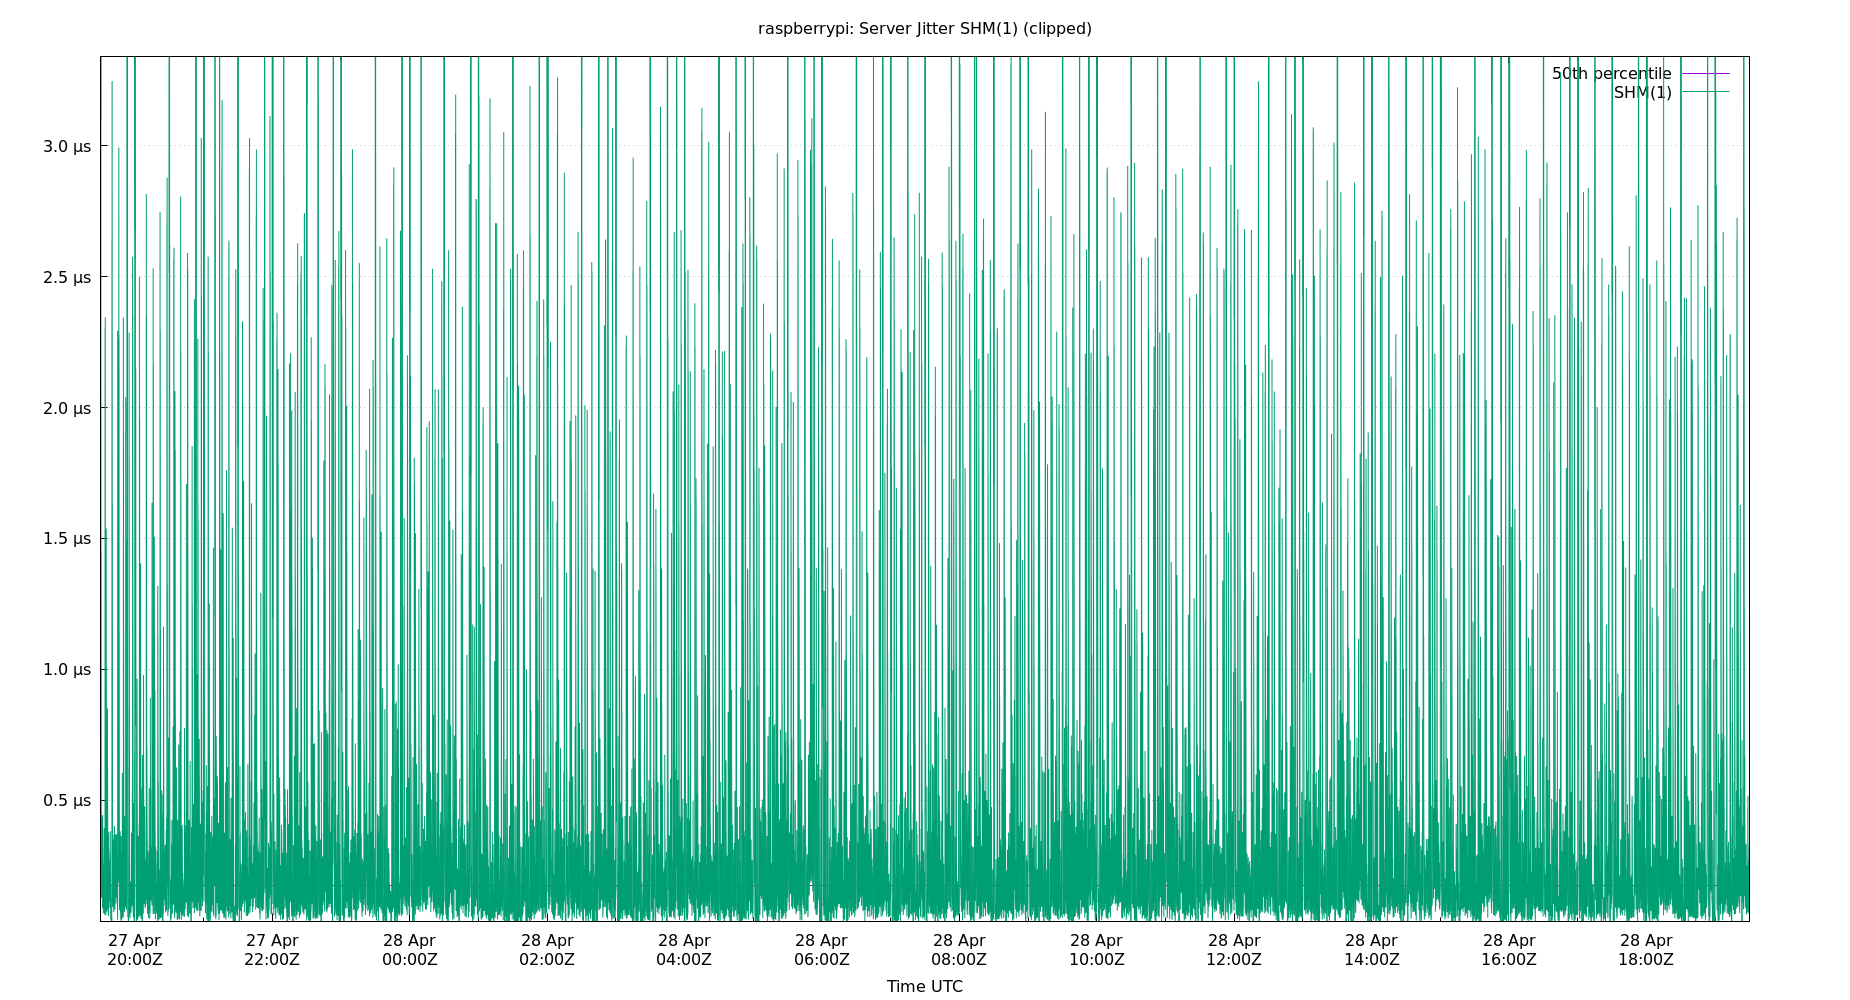 raspberrypi: Server Jitter SHM(1) (clipped)
50th percentile
SHM(1)
3.0 µs
2.5 µs
2.0 µs
1.5 µs
1.0 µs
0.5 µs
27 Apr 27 Apr 28 Apr 28 Apr 28 Apr 28 Apr 28 Apr 28 Apr 28 Apr 28 Apr 28 Apr 28 Apr
20:00Z 22:00Z 00:00Z 02:00Z 04:00Z 06:00Z 08:00Z 10:00Z 12:00Z 14:00Z 16:00Z 18:00Z
Time UTC